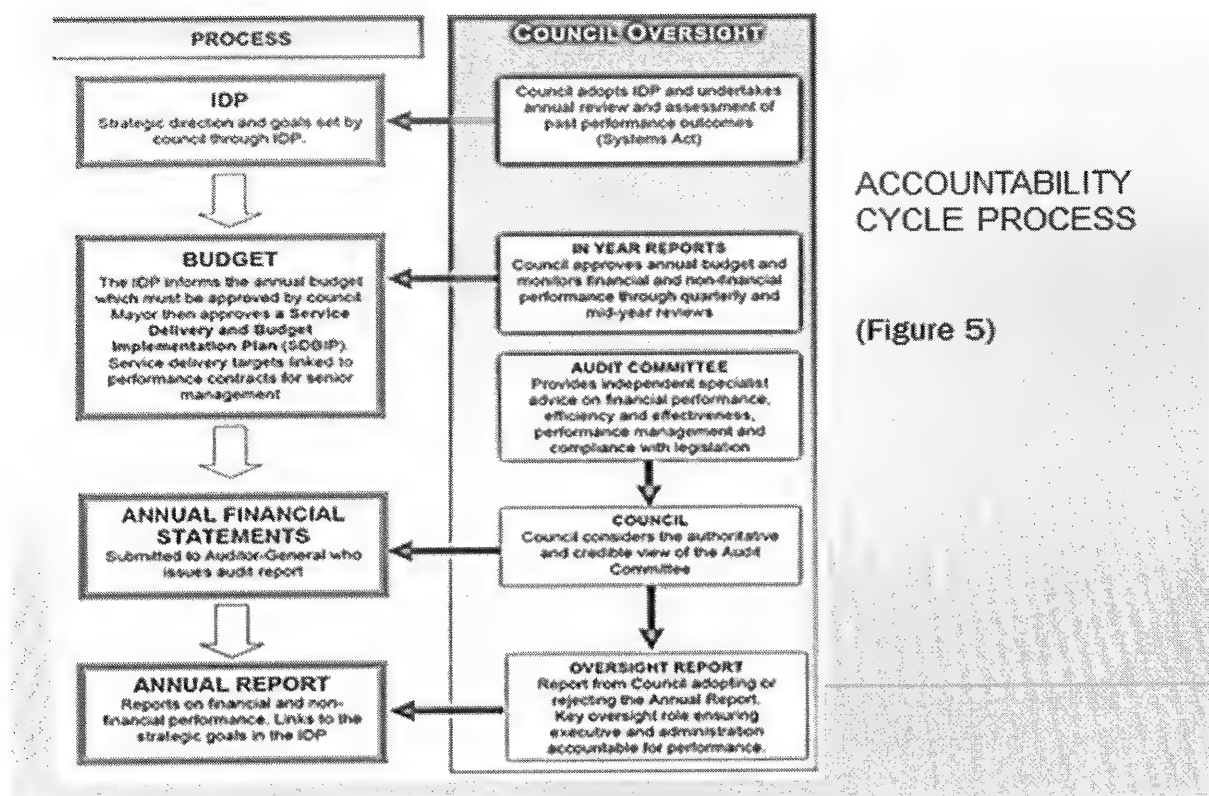 PROCESS
IDP
Strategic direction and goals set by
council through IDP.
BUDGET
The IDP informs the annual budget
which must be approved by council.
Mayor then approves a Service
Delivery and Budget
Implementation Plan (SDBIP).
Service delivery targets linked to
performance contracts for senior
management
ANNUAL FINANCIAL
STATEMENTS
Submitted to Auditor-General who
issues audit report
ANNUAL REPORT
Reports on financial and non-
financial performance. Links to the
strategic goals in the IDP
COUNCIL OVERSIGHT
Council adopts IDP and undertakes
annual review and assessment of
past performance outcomes
(Systems Act)
IN YEAR REPORTS
Council approves annual budget and
monitors financial and non-financial
performance through quarterly and
mid-year reviews
AUDIT COMMITTEE
Provides independent specialist
advice on financial performance,
efficiency and effectiveness,
performance management and
compliance with legislation
COUNCIL
Council considers the authoritative
and credible view of the Audit
Committee
OVERSIGHT REPORT
Report from Council adopting or
rejecting the Annual Report.
Key oversight role ensuring
executive and administration
accountable for performance.
ACCOUNTABILITY
CYCLE PROCESS
(Figure 5)